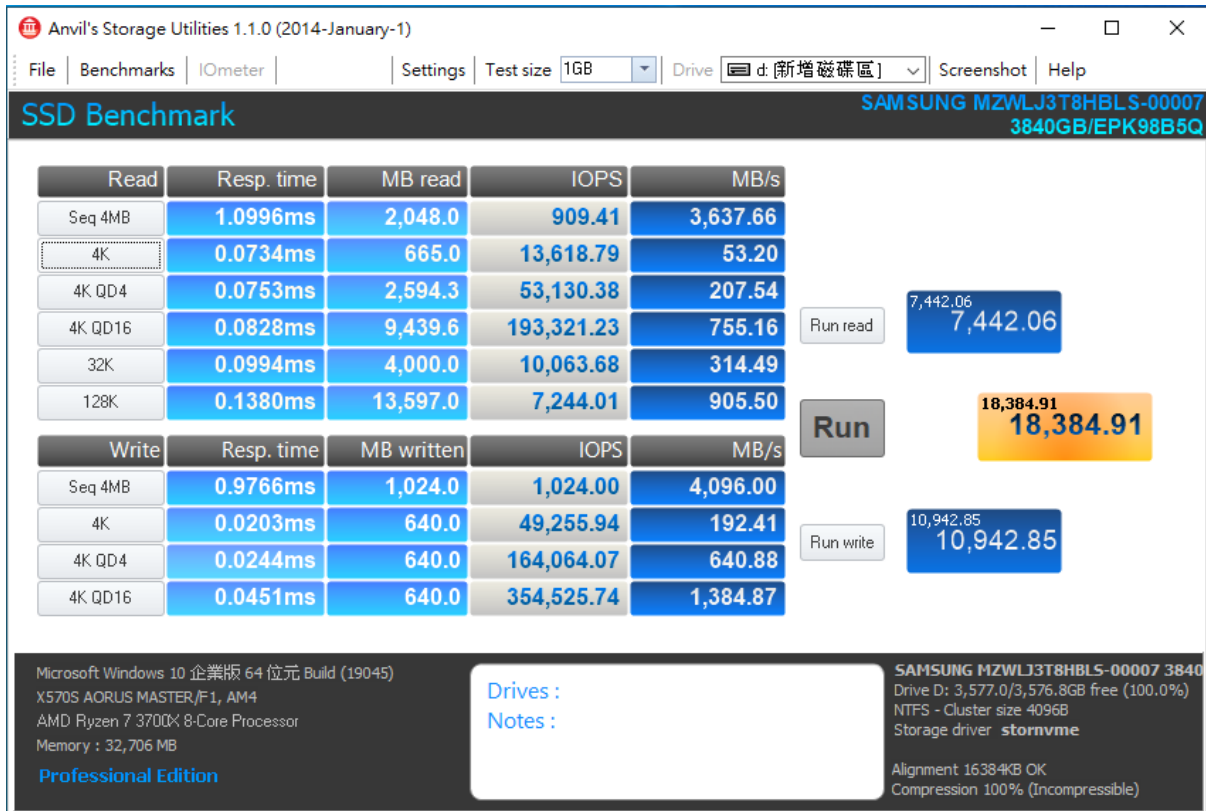 Anvil's Storage Utilities 1.1.0 (2014-January-1)
File Benchmarks IOmeter Settings Test size 1GB Drive d: [新增磁碟區] Screenshot Help
SSD Benchmark
SAMSUNG MZWLJ3T8HBLS-00007
3840GB/EPK98B5Q
Read Resp. time MB read IOPS MB/s
Seq 4MB 1.0996ms 2,048.0 909.41 3,637.66
4K 0.0734ms 665.0 13,618.79 53.20
4K QD4 0.0753ms 2,594.3 53,130.38 207.54
4K QD16 0.0828ms 9,439.6 193,321.23 755.16
32K 0.0994ms 4,000.0 10,063.68 314.49
128K 0.1380ms 13,597.0 7,244.01 905.50
Run read
7,442.06
7,442.06
Run
18,384.91
18,384.91
Write Resp. time MB written IOPS MB/s
Seq 4MB 0.9766ms 1,024.0 1,024.00 4,096.00
4K 0.0203ms 640.0 49,255.94 192.41
4K QD4 0.0244ms 640.0 164,064.07 640.88
4K QD16 0.0451ms 640.0 354,525.74 1,384.87
Run write
10,942.85
10,942.85
Microsoft Windows 10 企業版 64 位元 Build (19045)
X570S AORUS MASTER/F1, AM4
AMD Ryzen 7 3700X 8-Core Processor
Memory : 32,706 MB
Professional Edition
Drives :
Notes :
SAMSUNG MZWLJ3T8HBLS-00007 3840
Drive D: 3,577.0/3,576.8GB free (100.0%)
NTFS - Cluster size 4096B
Storage driver stornvme
Alignment 16384KB OK
Compression 100% (Incompressible)